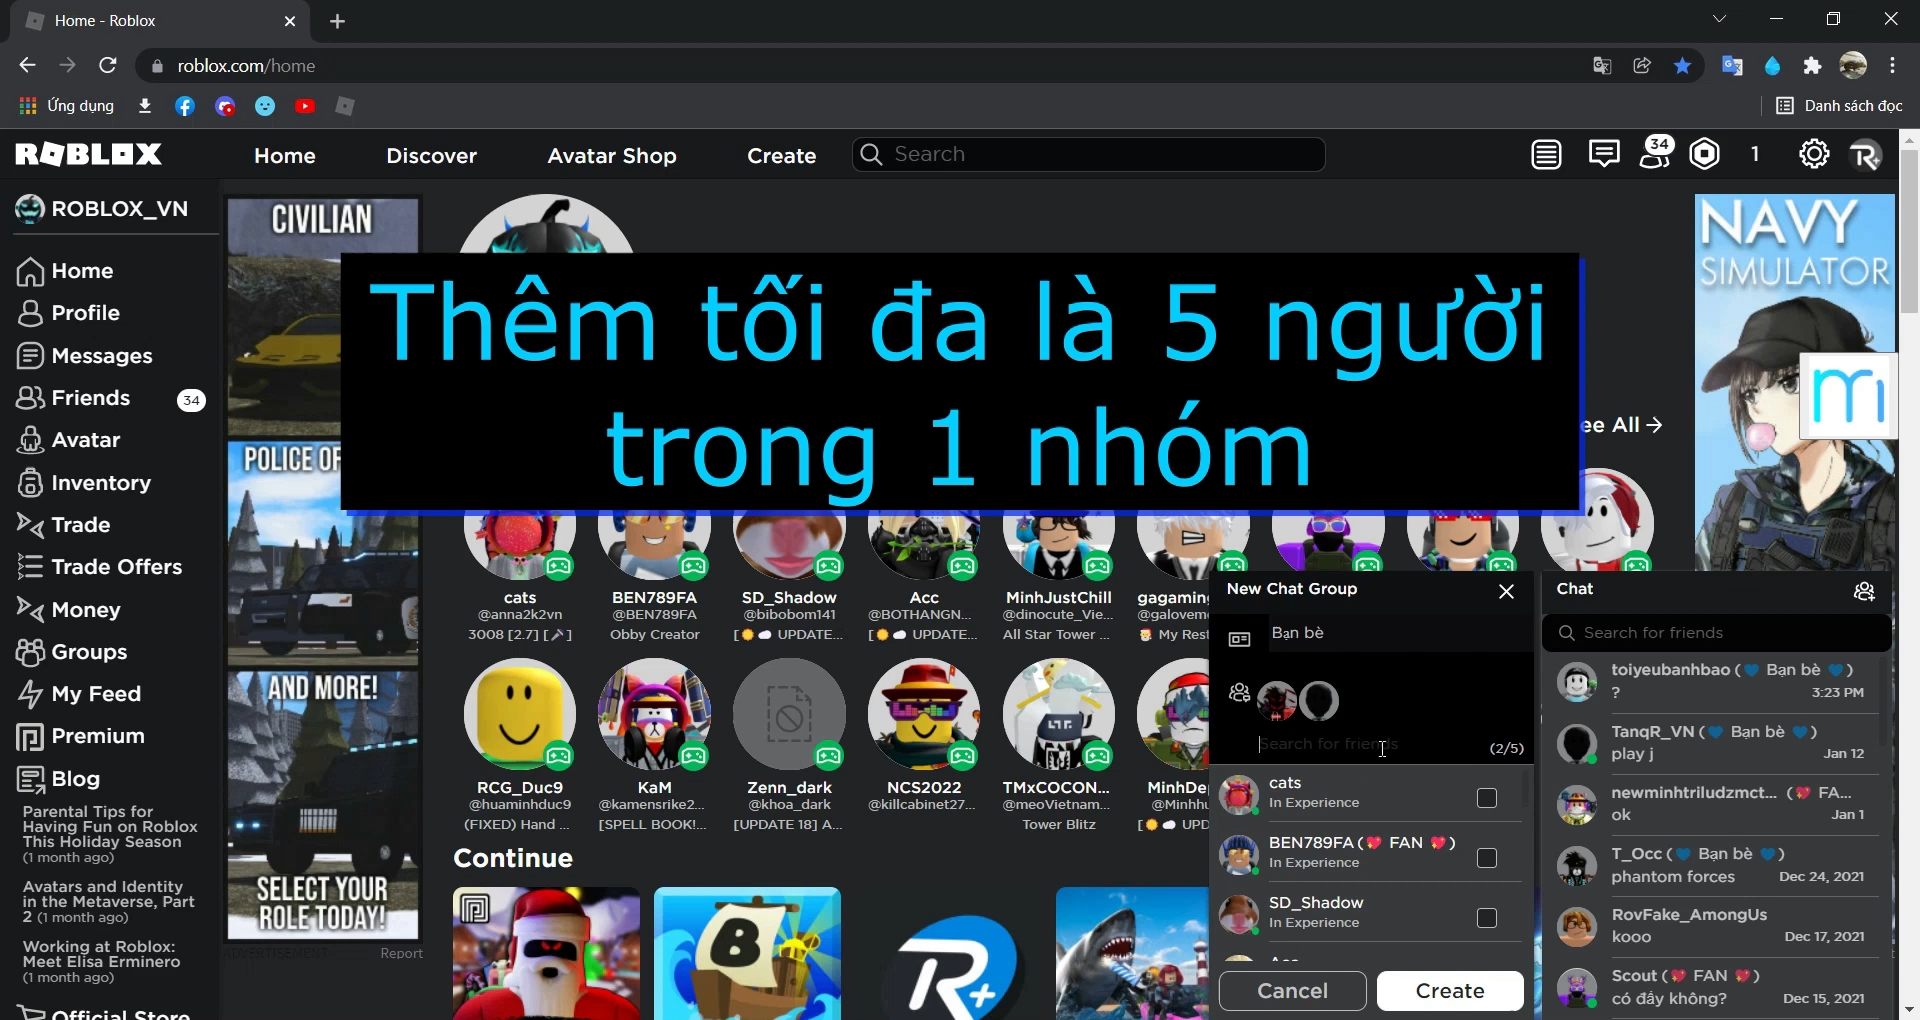 Home - Roblox
roblox.com/home
Ứng dụng
Danh sách đọc
ROBLOX
Home
Discover
Avatar Shop
Create
Search
34
1
ROBLOX_VN
Home
Profile
Messages
Friends
34
Avatar
Inventory
Trade
Trade Offers
Money
Groups
My Feed
Premium
Blog
Parental Tips for
Having Fun on Roblox
This Holiday Season
(1 month ago)
Avatars and Identity
in the Metaverse, Part
2 (1 month ago)
Working at Roblox:
Meet Elisa Erminero
(1 month ago)
Official Store
CIVILIAN
POLICE OF
AND MORE!
SELECT YOUR
ROLE TODAY!
ADVERTISEMENT
Report
Thêm tối đa là 5 người
trong 1 nhóm
NAVY
SIMULATOR
ee All →
cats
@anna2k2vn
3008 [2.7] [
BEN789FA
@BEN789FA
Obby Creator
SD_Shadow
@bibobom141
[ UPDATE...
Acc
@BOTHANGN...
[ UPDATE...
MinhJustChill
@dinocute_Vie...
All Star Tower ...
gagaming
@galovem
My Rest
RCG_Duc9
@huaminhduc9
(FIXED) Hand ...
KaM
@kamensrike2...
[SPELL BOOK!...
Zenn_dark
@khoa_dark
[UPDATE 18] A...
NCS2022
@killcabinet27...
TMxCOCON...
@meoVietnam...
Tower Blitz
MinhDe
@Minhhu
[ UPD
Continue
B
R+
New Chat Group
Bạn bè
Search for friends
(2/5)
cats
In Experience
BEN789FA (💖 FAN 💖)
In Experience
SD_Shadow
In Experience
Acc
Cancel
Create
Chat
Search for friends
toiyeubanhbao (💙 Bạn bè 💙)
? 3:23 PM
TanqR_VN (💙 Bạn bè 💙)
play j Jan 12
newminhtriludzmct... (💖 FA...
ok Jan 1
T_Occ (💙 Bạn bè 💙)
phantom forces Dec 24, 2021
RovFake_AmongUs
kooo Dec 17, 2021
Scout (💖 FAN 💖)
có đấy không? Dec 15, 2021